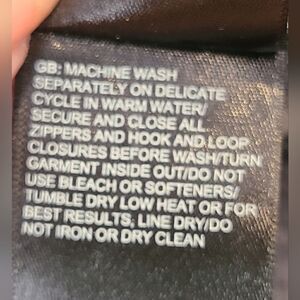 GB: MACHINE WASH
SEPARATELY ON DELICATE
CYCLE IN WARM WATER/
SECURE AND CLOSE ALL
ZIPPERS AND HOOK AND LOOP
CLOSURES BEFORE WASH/TURN
GARMENT INSIDE OUT/DO NOT
USE BLEACH OR SOFTENERS/
TUMBLE DRY LOW HEAT OR FOR
BEST RESULTS, LINE DRY/DO
NOT IRON OR DRY CLEAN